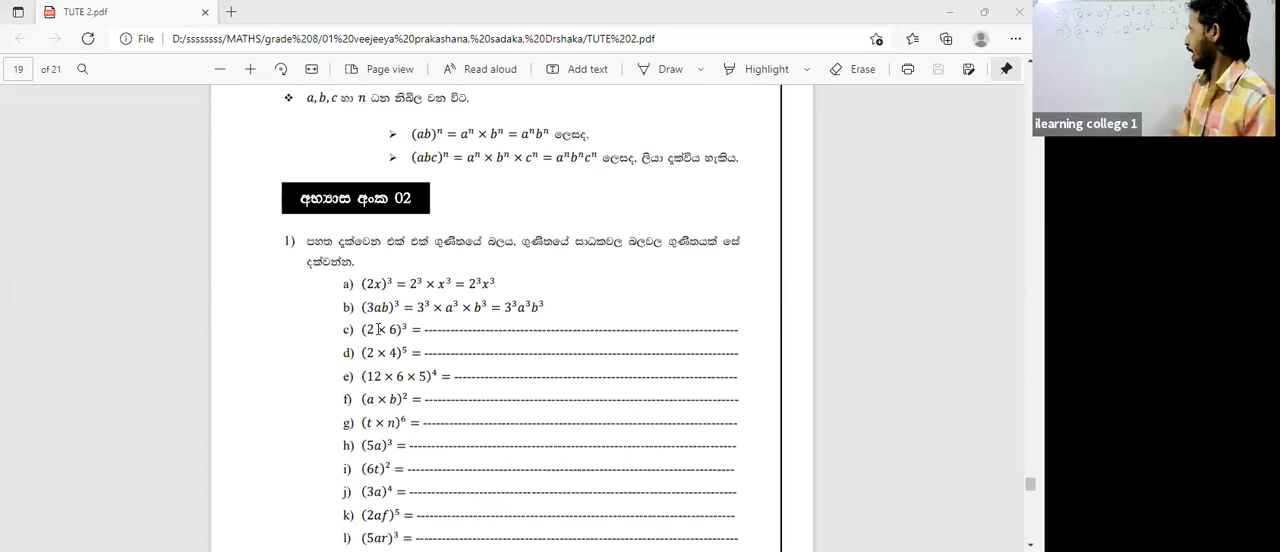 TUTE 2.pdf
File D:/sssssssss/MATHS/grade%208/01%20veejeeya%20prakashana.%20sadaka.%20Drshaka/TUTE%202.pdf
19 of 21 Page view Read aloud Add text Draw Highlight Erase
ilearning college 1
❖ a, b, c හා n ධන නිඛිල වන විට,
➢ (ab)ⁿ = aⁿ × bⁿ = aⁿbⁿ ලෙසද,
➢ (abc)ⁿ = aⁿ × bⁿ × cⁿ = aⁿbⁿcⁿ ලෙසද, ලියා දැක්විය හැකිය.
අභ්‍යාස අංක 02
1) පහත දැක්වෙන එක් එක් ගුණිතයේ බලය, ගුණිතයේ සාධකවල බලවල ගුණිතයක් සේ
දක්වන්න.
a) (2x)³ = 2³ × x³ = 2³x³
b) (3ab)³ = 3³ × a³ × b³ = 3³a³b³
c) (2 × 6)³ = --------------------
d) (2 × 4)⁵ = --------------------
e) (12 × 6 × 5)⁴ = --------------------
f) (a × b)² = --------------------
g) (t × n)⁶ = --------------------
h) (5a)³ = --------------------
i) (6t)² = --------------------
j) (3a)⁴ = --------------------
k) (2af)⁵ = --------------------
l) (5ar)³ = --------------------